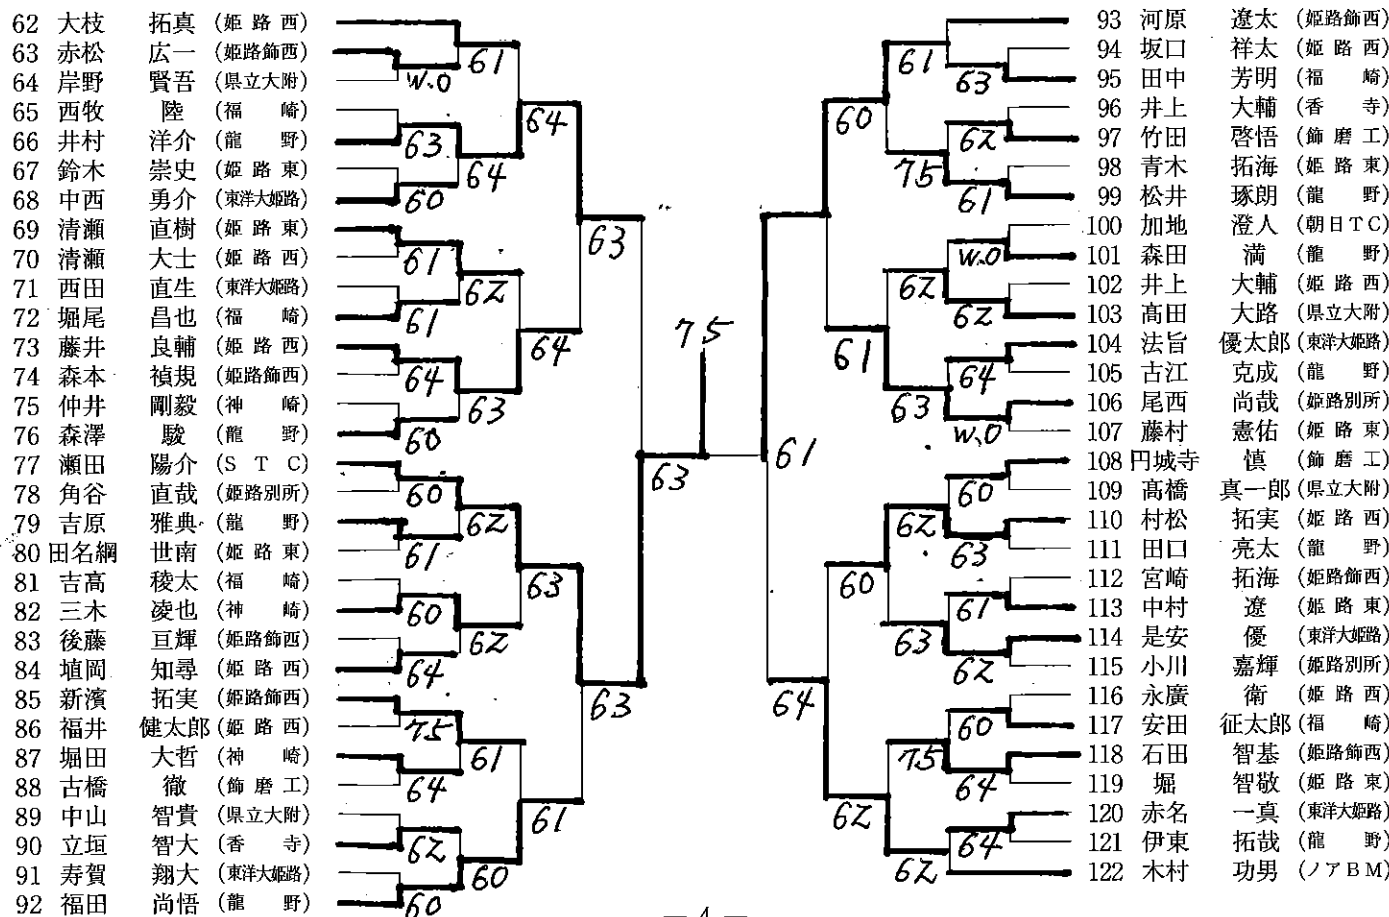 62 大枝 拓真 (姫路西)
63 赤松 広一 (姫路飾西)
64 岸野 賢吾 (県立大附)
65 西牧 陸 (福崎)
66 井村 洋介 (龍野)
67 鈴木 崇史 (姫路東)
68 中西 勇介 (東洋大姫路)
69 清瀬 直樹 (姫路東)
70 清瀬 大士 (姫路西)
71 西田 直生 (東洋大姫路)
72 堀尾 昌也 (福崎)
73 藤井 良輔 (姫路西)
74 森本 禎規 (姫路飾西)
75 仲井 剛毅 (神崎)
76 森澤 駿 (龍野)
77 瀬田 陽介 (STC)
78 角谷 直哉 (姫路別所)
79 吉原 雅典 (龍野)
80 田名綱 世南 (姫路東)
81 吉高 稜太 (福崎)
82 三木 凌也 (神崎)
83 後藤 亘輝 (姫路飾西)
84 埴岡 知尋 (姫路西)
85 新濱 拓実 (姫路飾西)
86 福井 健太郎 (姫路西)
87 堀田 大哲 (神崎)
88 古橋 徹 (飾磨工)
89 中山 智貴 (県立大附)
90 立垣 智大 (香寺)
91 寿賀 翔大 (東洋大姫路)
92 福田 尚悟 (龍野)
W.O
63
60
61
61
64
60
60
61
60
64
75
64
62
60
61
64
62
63
62
62
61
60
64
64
63
61
63
63
63
75
61
60
64
61
61
60
62
61
75
62
63
62
63
75
62
63
62
61
W.O
62
64
W.O
60
63
61
62
60
64
64
93 河原 遼太 (姫路飾西)
94 坂口 祥太 (姫路西)
95 田中 芳明 (福崎)
96 井上 大輔 (香寺)
97 竹田 啓悟 (飾磨工)
98 青木 拓海 (姫路東)
99 松井 琢朗 (龍野)
100 加地 澄人 (朝日TC)
101 森田 満 (龍野)
102 井上 大輔 (姫路西)
103 髙田 大路 (県立大附)
104 法旨 優太郎 (東洋大姫路)
105 古江 克成 (龍野)
106 尾西 尚哉 (姫路別所)
107 藤村 憲佑 (姫路東)
108 円城寺 慎 (飾磨工)
109 髙橋 真一郎 (県立大附)
110 村松 拓実 (姫路西)
111 田口 亮太 (龍野)
112 宮崎 拓海 (姫路飾西)
113 中村 遼 (姫路東)
114 是安 優 (東洋大姫路)
115 小川 嘉輝 (姫路別所)
116 永廣 衛 (姫路西)
117 安田 征太郎 (福崎)
118 石田 智基 (姫路飾西)
119 堀 智敬 (姫路東)
120 赤名 一真 (東洋大姫路)
121 伊東 拓哉 (龍野)
122 木村 功男 (ノアBM)
— 4 —